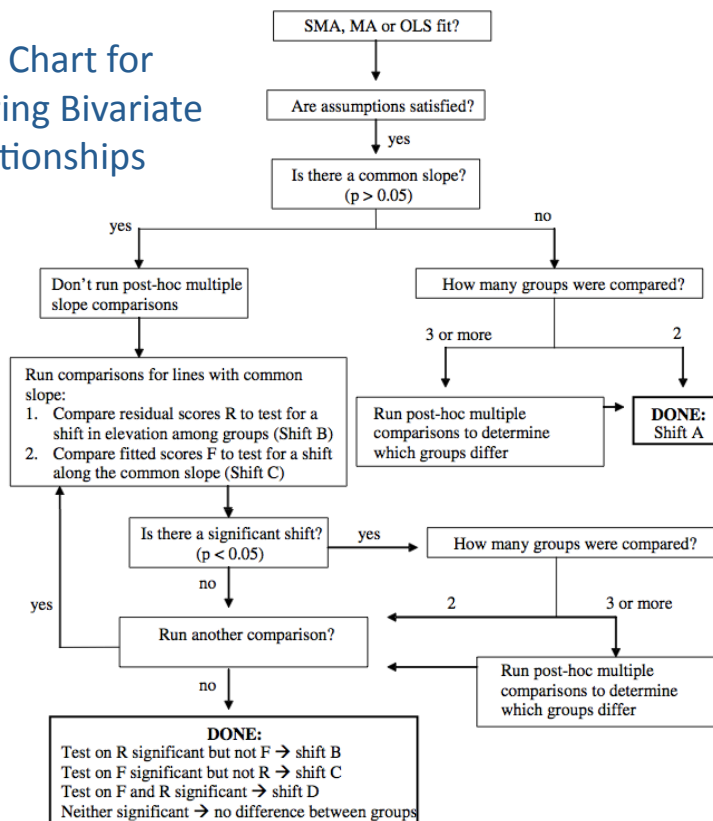 SMA, MA or OLS fit?
Chart for
ing Bivariate
tionships
Are assumptions satisfied?
yes
Is there a common slope?
(p > 0.05)
yes
no
Don't run post-hoc multiple
slope comparisons
How many groups were compared?
3 or more
2
Run comparisons for lines with common
slope:
1. Compare residual scores R to test for a
shift in elevation among groups (Shift B)
2. Compare fitted scores F to test for a shift
along the common slope (Shift C)
Run post-hoc multiple
comparisons to determine
which groups differ
DONE:
Shift A
Is there a significant shift?
(p < 0.05)
yes
How many groups were compared?
no
yes
2
3 or more
Run another comparison?
Run post-hoc multiple
comparisons to determine
which groups differ
no
DONE:
Test on R significant but not F → shift B
Test on F significant but not R → shift C
Test on F and R significant → shift D
Neither significant → no difference between groups